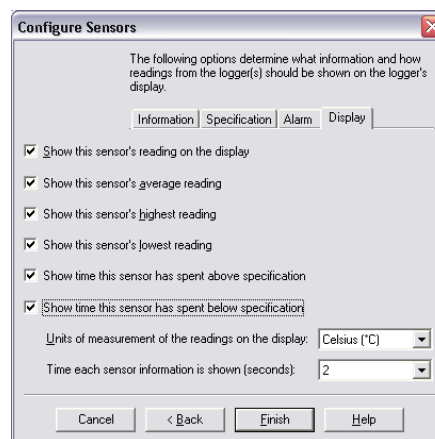 Configure Sensors
The following options determine what information and how
readings from the logger(s) should be shown on the logger's
display.
Information Specification Alarm Display
Show this sensor's reading on the display
Show this sensor's average reading
Show this sensor's highest reading
Show this sensor's lowest reading
Show time this sensor has spent above specification
Show time this sensor has spent below specification
Units of measurement of the readings on the display: Celsius (°C)
Time each sensor information is shown (seconds): 2
Cancel < Back Finish Help